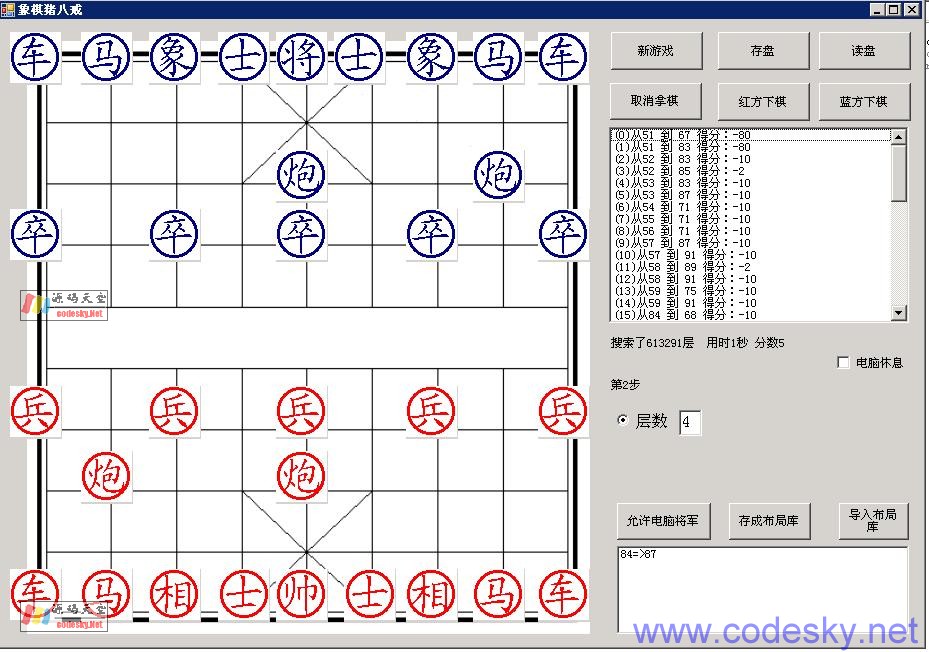 象棋猪八戒
车 马 象 士 将 士 象 马 车
炮 炮
卒 卒 卒 卒 卒
源码天堂
codesky.Net
兵 兵 兵 兵 兵
炮 炮
车 马 相 士 帅 士 相 马 车
源码天堂
codesky.Net
新游戏 存盘 读盘
取消拿棋 红方下棋 蓝方下棋
(0)从51 到 67 得分：-80
(1)从51 到 83 得分：-80
(2)从52 到 83 得分：-10
(3)从52 到 85 得分：-2
(4)从53 到 83 得分：-10
(5)从53 到 87 得分：-10
(6)从54 到 71 得分：-10
(7)从55 到 71 得分：-10
(8)从56 到 71 得分：-10
(9)从57 到 87 得分：-10
(10)从57 到 91 得分：-10
(11)从58 到 89 得分：-2
(12)从58 到 91 得分：-10
(13)从59 到 75 得分：-10
(14)从59 到 91 得分：-10
(15)从84 到 68 得分：-10
搜索了613291层 用时1秒 分数5
电脑休息
第2步
层数 4
允许电脑将军 存成布局库 导入布局
库
84=>87
www.codesky.net